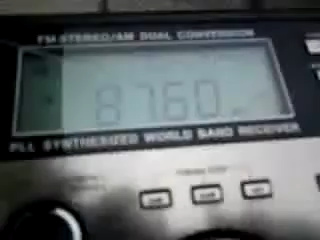 FM-STEREO/AM DUAL CONVERSION
8760
PLL SYNTHESIZED WORLD BAND RECEIVER